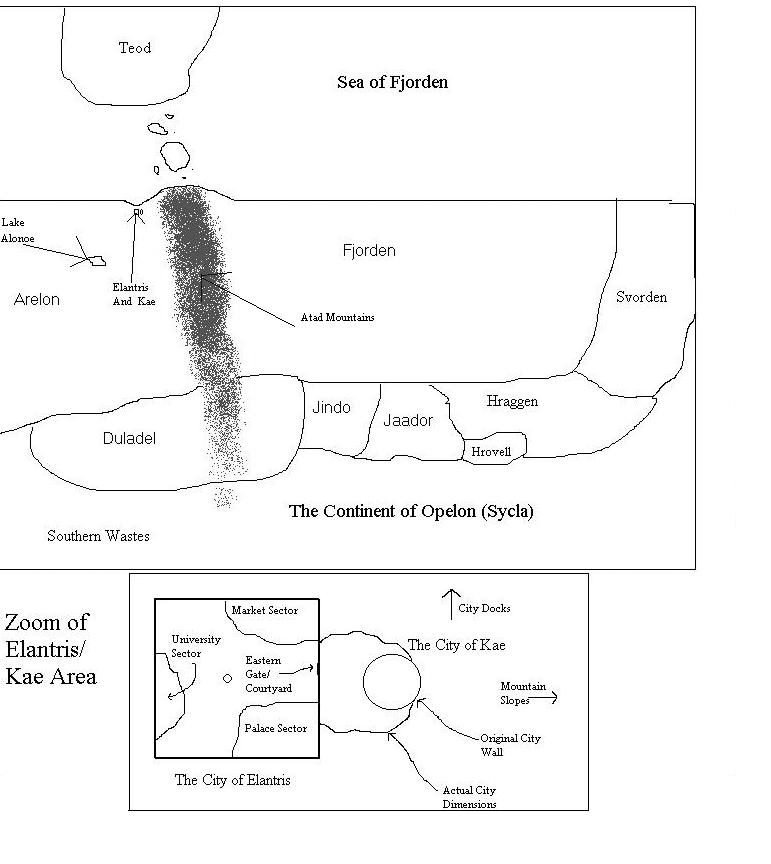 Teod
Sea of Fjorden
Lake
Alonoe
Fjorden
Elantris
And Kae
Svorden
Arelon
Atad Mountains
Jindo
Hraggen
Jaador
Duladel
Hrovell
The Continent of Opelon (Sycla)
Southern Wastes
Zoom of
Elantris/
Kae Area
Market Sector
City Docks
University
Sector
The City of Kae
Eastern
Gate/
Courtyard
Mountain
Slopes
Palace Sector
Original City
Wall
The City of Elantris
Actual City
Dimensions